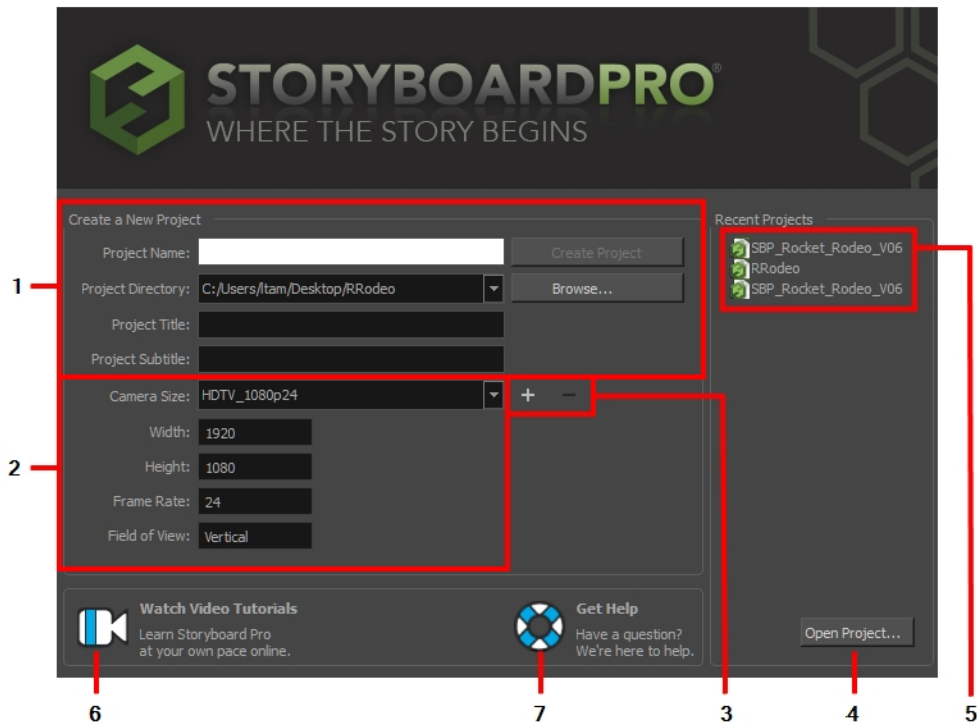 STORYBOARDPRO®
WHERE THE STORY BEGINS
Create a New Project
Project Name:
Create Project
Project Directory: C:/Users/ltam/Desktop/RRodeo
Browse...
Project Title:
Project Subtitle:
Camera Size: HDTV_1080p24
+ −
Width: 1920
Height: 1080
Frame Rate: 24
Field of View: Vertical
Recent Projects
SBP_Rocket_Rodeo_V06
RRodeo
SBP_Rocket_Rodeo_V06
Watch Video Tutorials
Learn Storyboard Pro
at your own pace online.
Get Help
Have a question?
We're here to help.
Open Project...
1
2
6
7
3
4
5